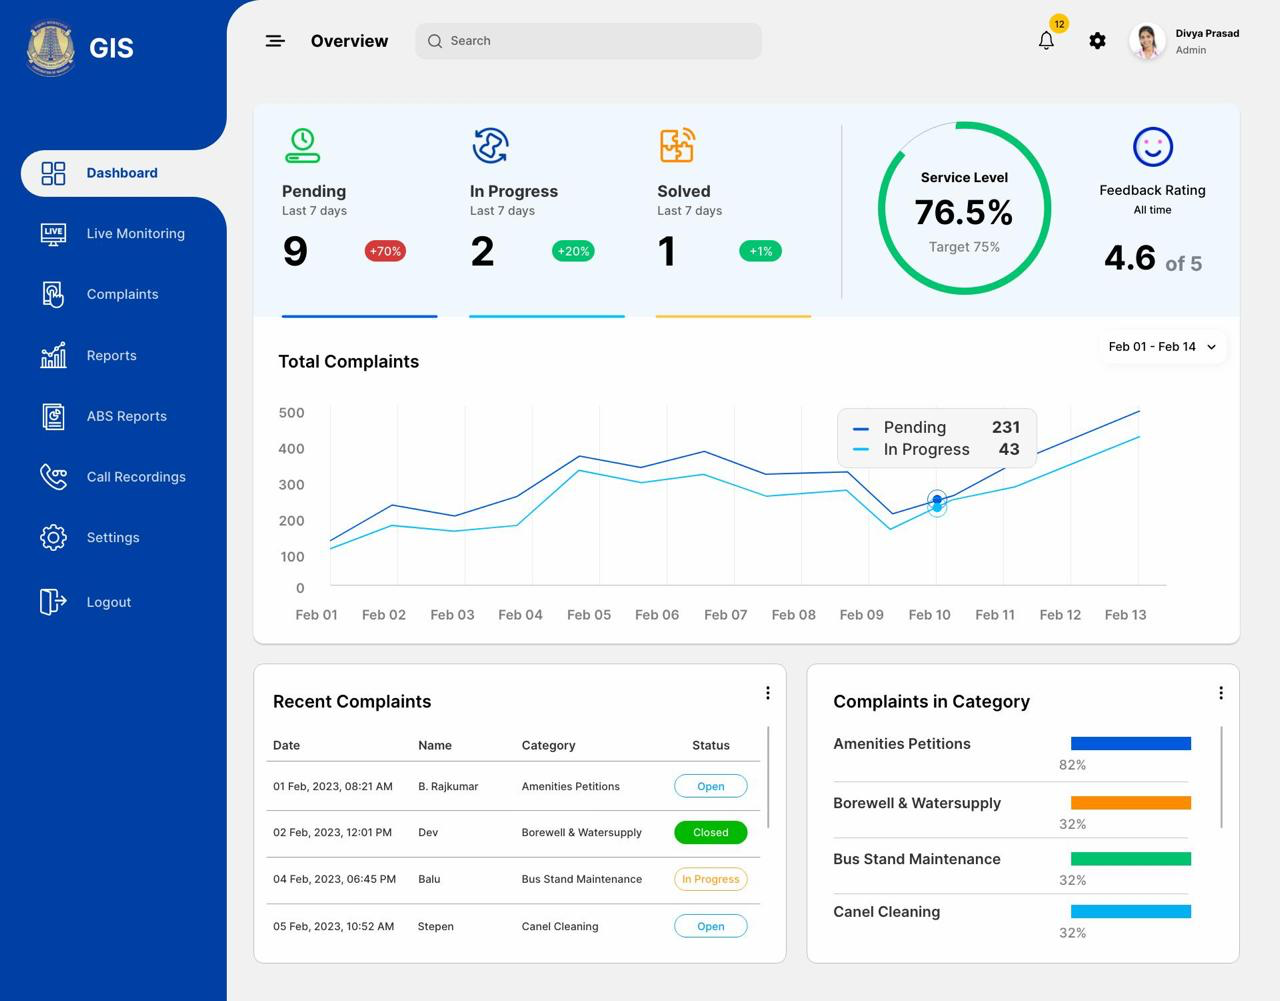 GIS
Overview
Search
12
Divya Prasad
Admin
Dashboard
LIVE
Live Monitoring
Complaints
Reports
ABS Reports
Call Recordings
Settings
Logout
Pending
Last 7 days
9
+70%
In Progress
Last 7 days
2
+20%
Solved
Last 7 days
1
+1%
Service Level
76.5%
Target 75%
Feedback Rating
All time
4.6 of 5
Total Complaints
Feb 01 - Feb 14
500
400
300
200
100
0
Pending 231
In Progress 43
Feb 01 Feb 02 Feb 03 Feb 04 Feb 05 Feb 06 Feb 07 Feb 08 Feb 09 Feb 10 Feb 11 Feb 12 Feb 13
Recent Complaints
Date Name Category Status
01 Feb, 2023, 08:21 AM B. Rajkumar Amenities Petitions Open
02 Feb, 2023, 12:01 PM Dev Borewell & Watersupply Closed
04 Feb, 2023, 06:45 PM Balu Bus Stand Maintenance In Progress
05 Feb, 2023, 10:52 AM Stepen Canel Cleaning Open
Complaints in Category
Amenities Petitions
82%
Borewell & Watersupply
32%
Bus Stand Maintenance
32%
Canel Cleaning
32%